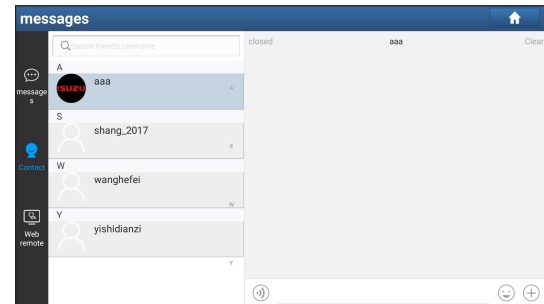 messages
Search friend's username
closed
aaa
Clear
A
ISUZU
aaa
A
message
s
S
shang_2017
S
Contact
W
wanghefei
W
Web
remote
Y
yishidianzi
Y